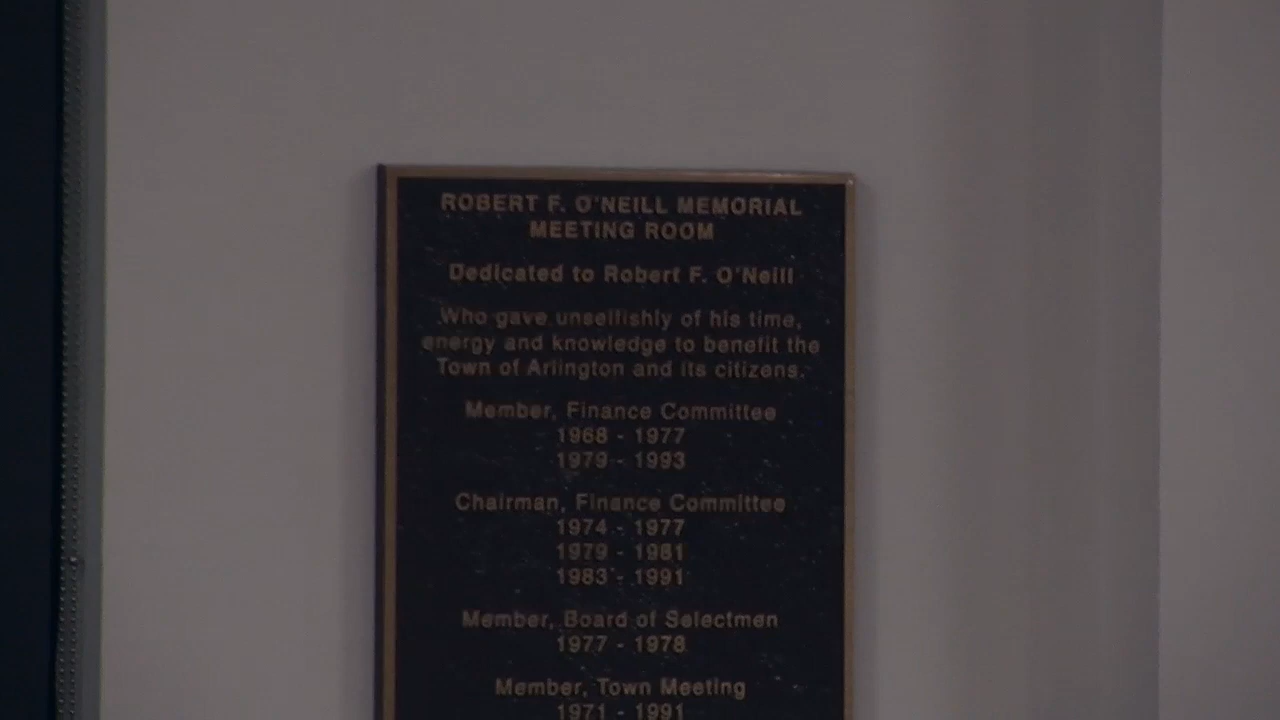 ROBERT F. O'NEILL MEMORIAL
MEETING ROOM
Dedicated to Robert F. O'Neill
Who gave unselfishly of his time,
energy and knowledge to benefit the
Town of Arlington and its citizens.
Member, Finance Committee
1968 - 1977
1979 - 1993
Chairman, Finance Committee
1974 - 1977
1979 - 1981
1983 - 1991
Member, Board of Selectmen
1977 - 1978
Member, Town Meeting
1971 - 1991